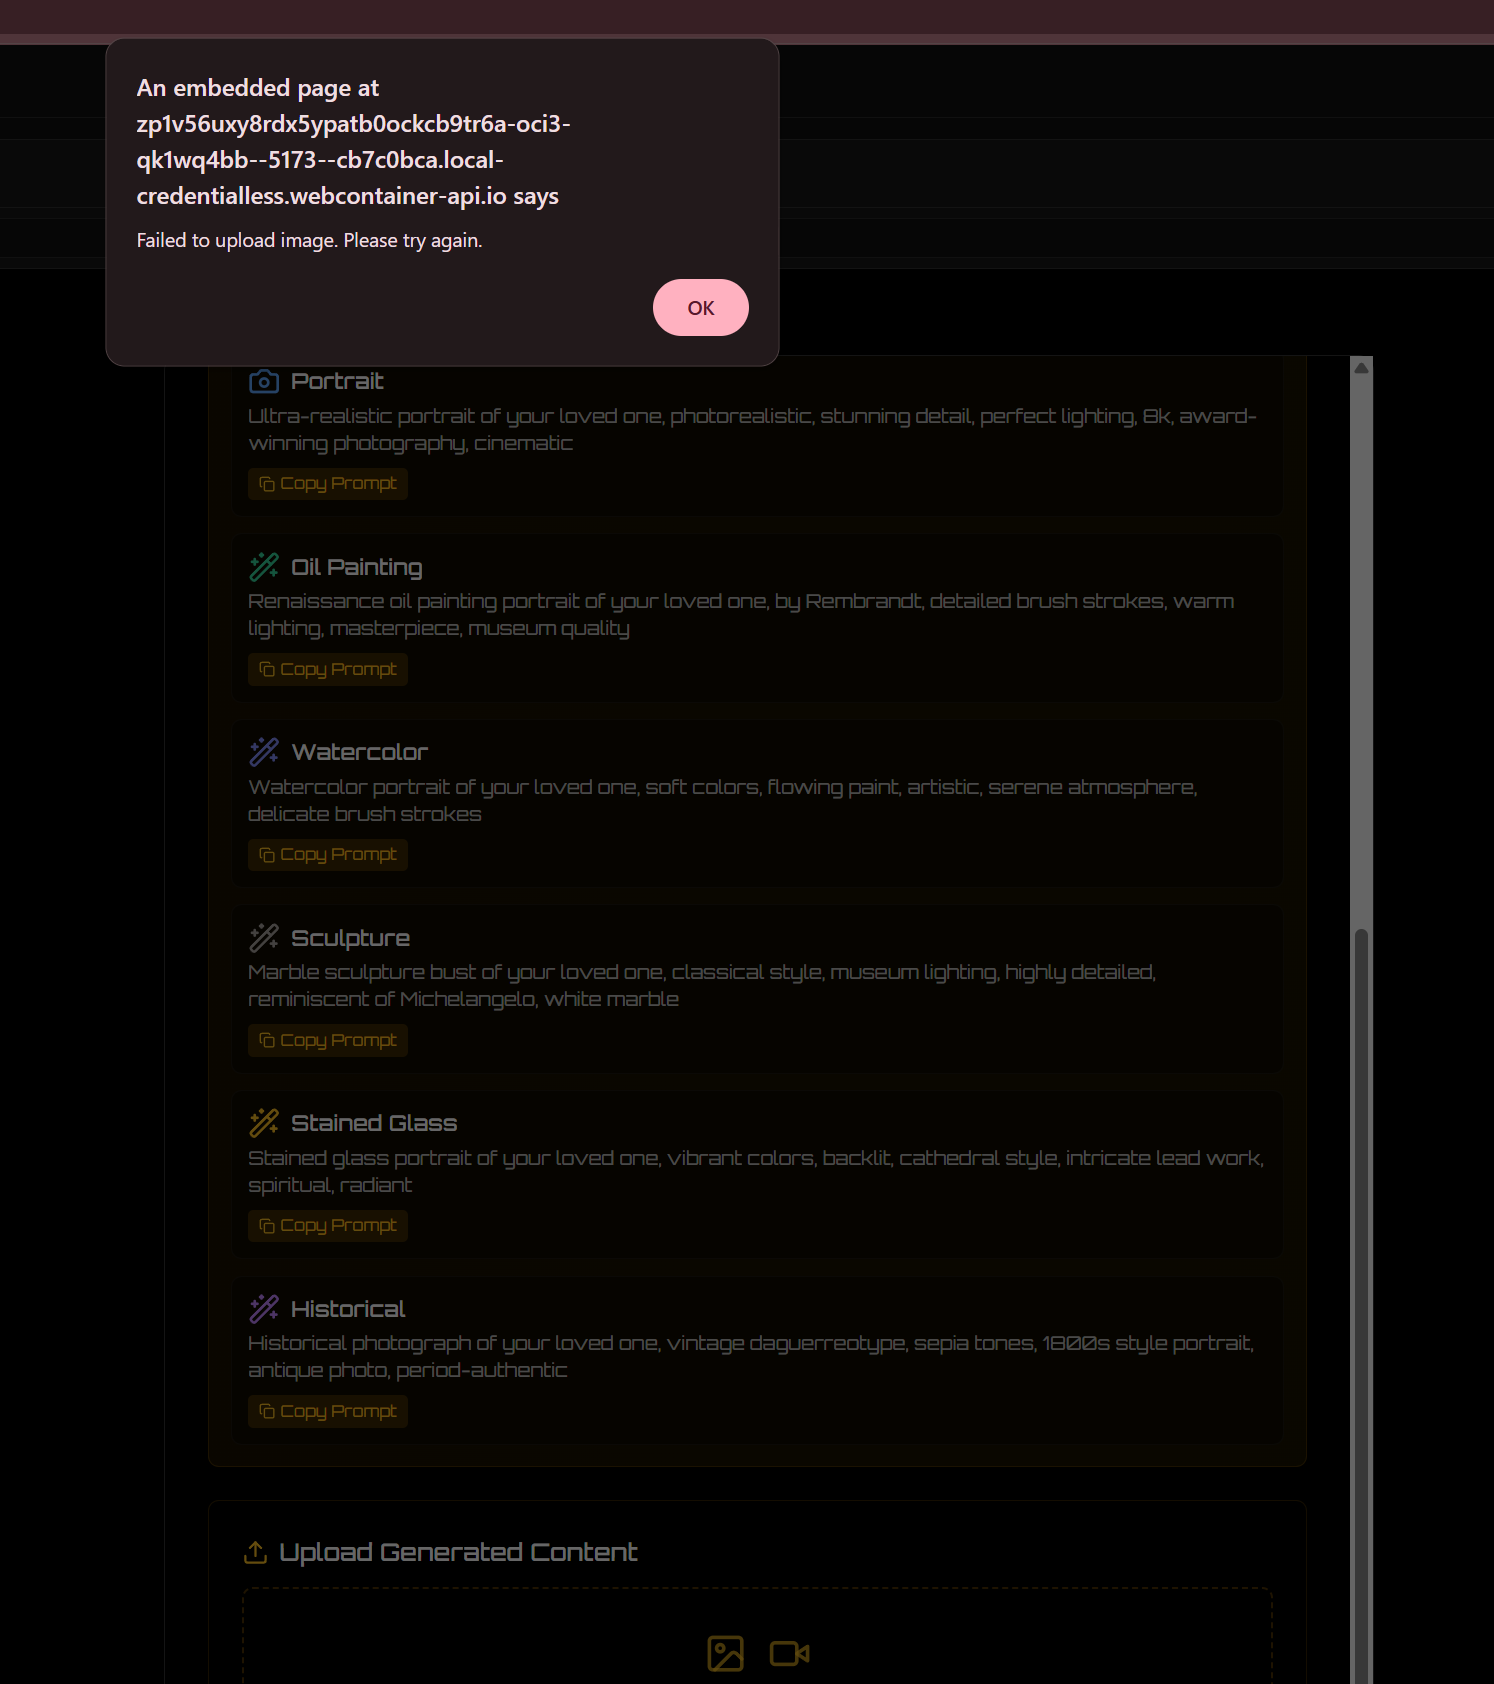 An embedded page at
zp1v56uxy8rdx5ypatb0ockcb9tr6a-oci3-
qk1wq4bb--5173--cb7c0bca.local-
credentialless.webcontainer-api.io says
Failed to upload image. Please try again.
OK
Portrait
Ultra-realistic portrait of your loved one, photorealistic, stunning detail, perfect lighting, 8k, award-
winning photography, cinematic
Copy Prompt
Oil Painting
Renaissance oil painting portrait of your loved one, by Rembrandt, detailed brush strokes, warm
lighting, masterpiece, museum quality
Copy Prompt
Watercolor
Watercolor portrait of your loved one, soft colors, flowing paint, artistic, serene atmosphere,
delicate brush strokes
Copy Prompt
Sculpture
Marble sculpture bust of your loved one, classical style, museum lighting, highly detailed,
reminiscent of Michelangelo, white marble
Copy Prompt
Stained Glass
Stained glass portrait of your loved one, vibrant colors, backlit, cathedral style, intricate lead work,
spiritual, radiant
Copy Prompt
Historical
Historical photograph of your loved one, vintage daguerreotype, sepia tones, 1800s style portrait,
antique photo, period-authentic
Copy Prompt
Upload Generated Content